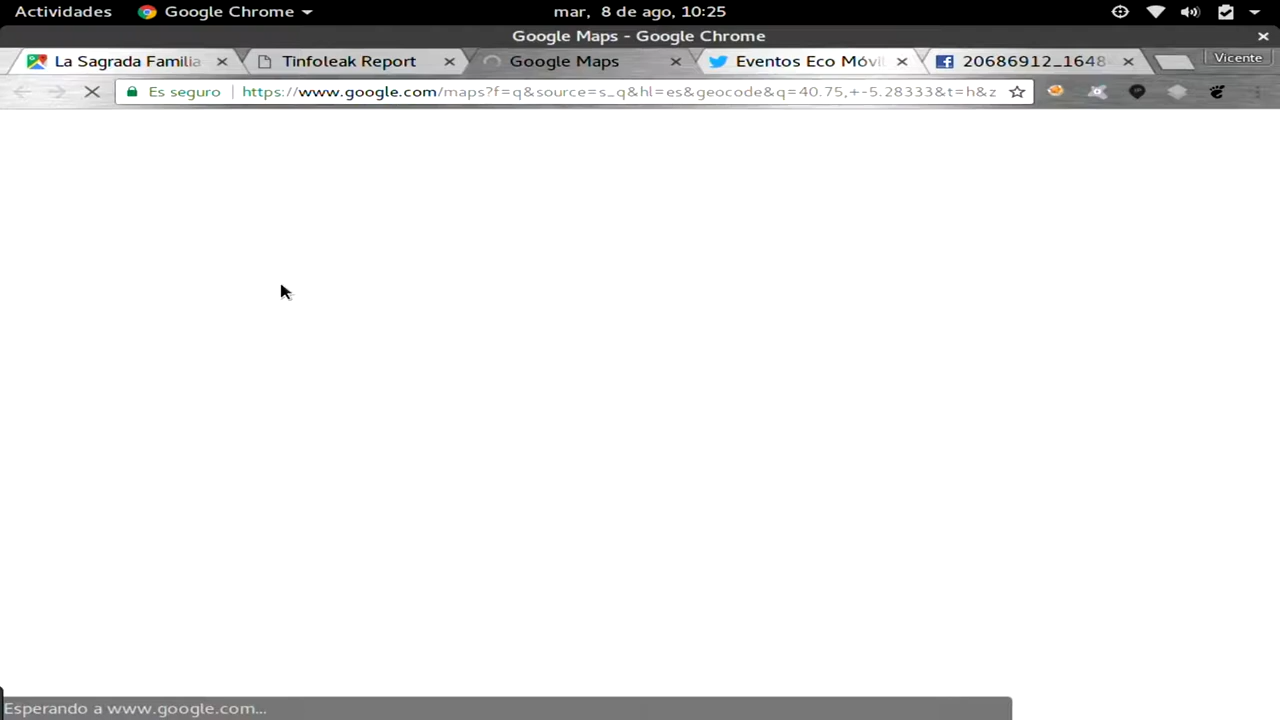 Actividades Google Chrome mar, 8 de ago, 10:25
Google Maps - Google Chrome
La Sagrada Familia Tinfoleak Report Google Maps Eventos Eco Móvil 20686912_1648 Vicente
Es seguro https://www.google.com/maps?f=q&source=s_q&hl=es&geocode&q=40.75,+-5.28333&t=h&z
Esperando a www.google.com...